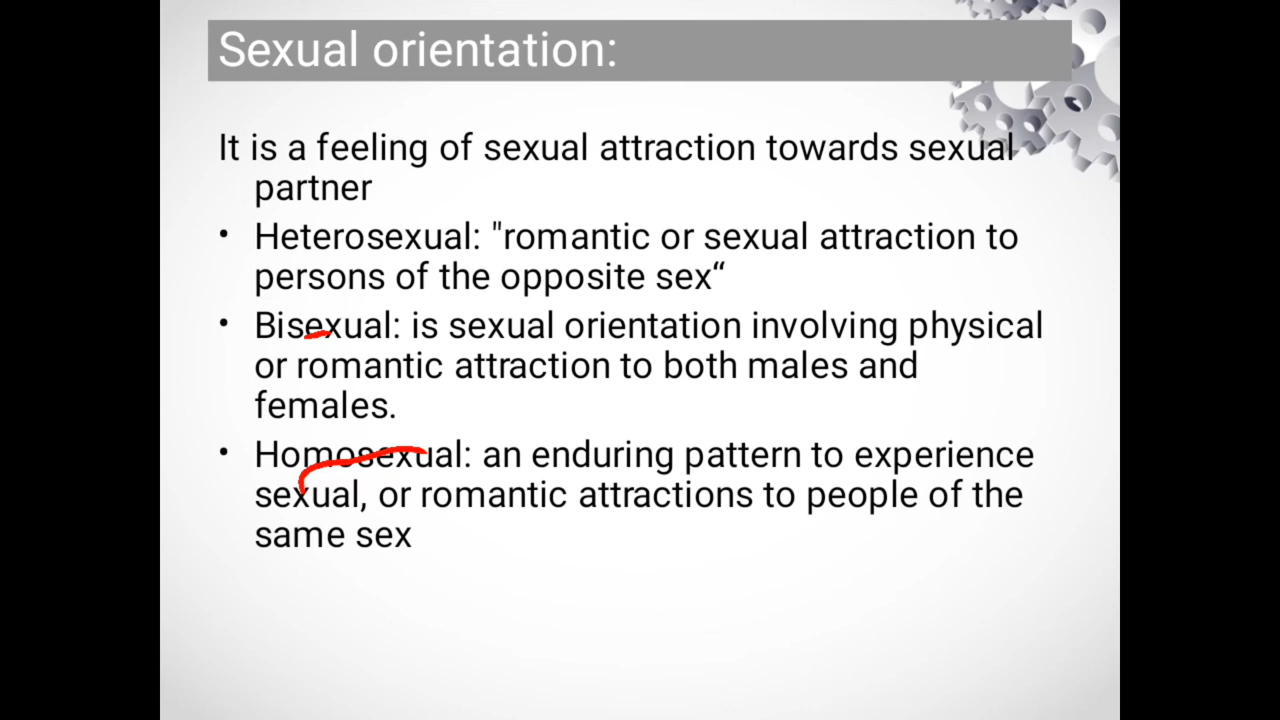 Sexual orientation:
It is a feeling of sexual attraction towards sexual
partner
• Heterosexual: "romantic or sexual attraction to
persons of the opposite sex“
• Bisexual: is sexual orientation involving physical
or romantic attraction to both males and
females.
• Homosexual: an enduring pattern to experience
sexual, or romantic attractions to people of the
same sex